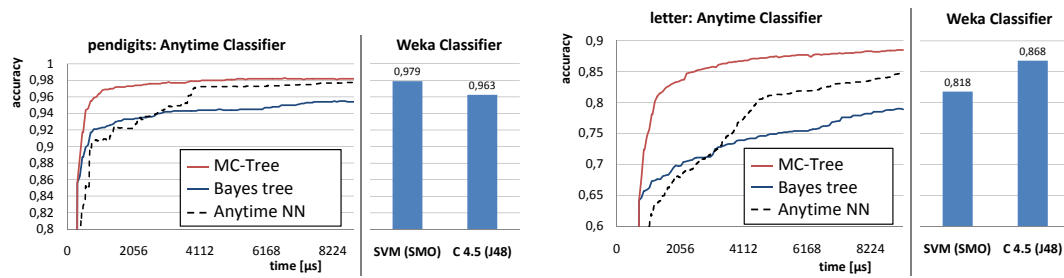 pendigits: Anytime Classifier
accuracy
1
0,98
0,96
0,94
0,92
0,9
0,88
0,86
0,84
0,82
0,8
MC-Tree
Bayes tree
Anytime NN
0 2056 4112 6168 8224
time [µs]
Weka Classifier
0,979
0,963
SVM (SMO) C 4.5 (J48)
letter: Anytime Classifier
accuracy
0,9
0,85
0,8
0,75
0,7
0,65
0,6
MC-Tree
Bayes tree
Anytime NN
0 2056 4112 6168 8224
time [µs]
Weka Classifier
0,818
0,868
SVM (SMO) C 4.5 (J48)